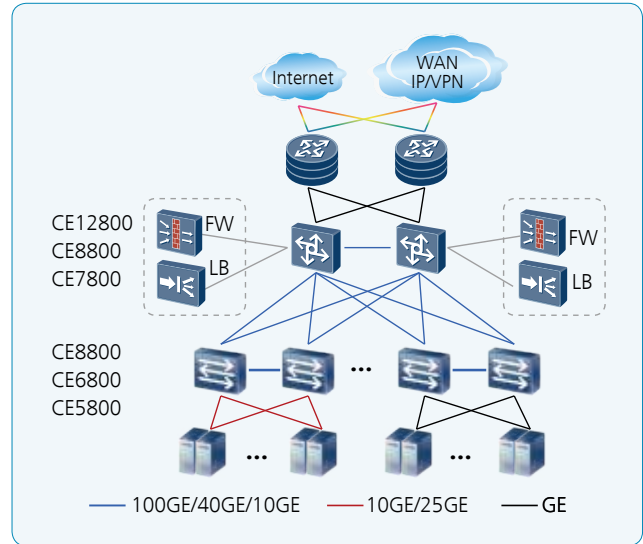 Internet
WAN
IP/VPN
CE12800
CE8800
CE7800
FW
LB
FW
LB
CE8800
CE6800
CE5800
...
... ...
100GE/40GE/10GE 10GE/25GE GE